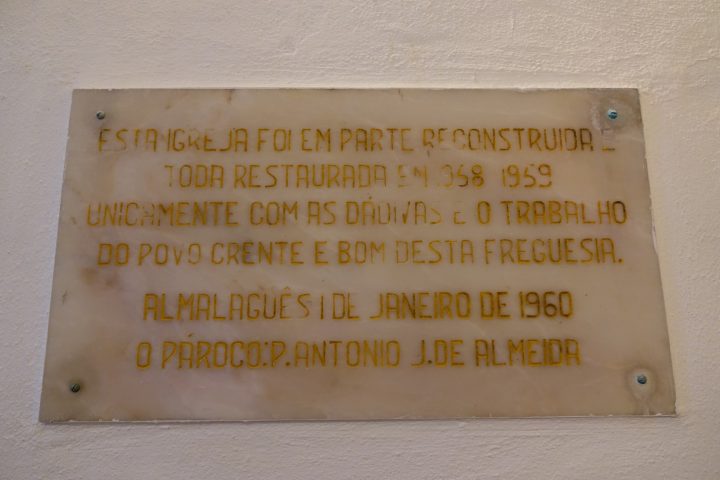 ESTA IGREJA FOI EM PARTE RECONSTRUIDA E
TODA RESTAURADA EM 1958 1959
UNICAMENTE COM AS DÁDIVAS E O TRABALHO
DO POVO CRENTE E BOM DESTA FREGUESIA.
ALMALAGUÊS 1 DE JANEIRO DE 1960
O PÁROCO: P. ANTONIO J. DE ALMEIDA